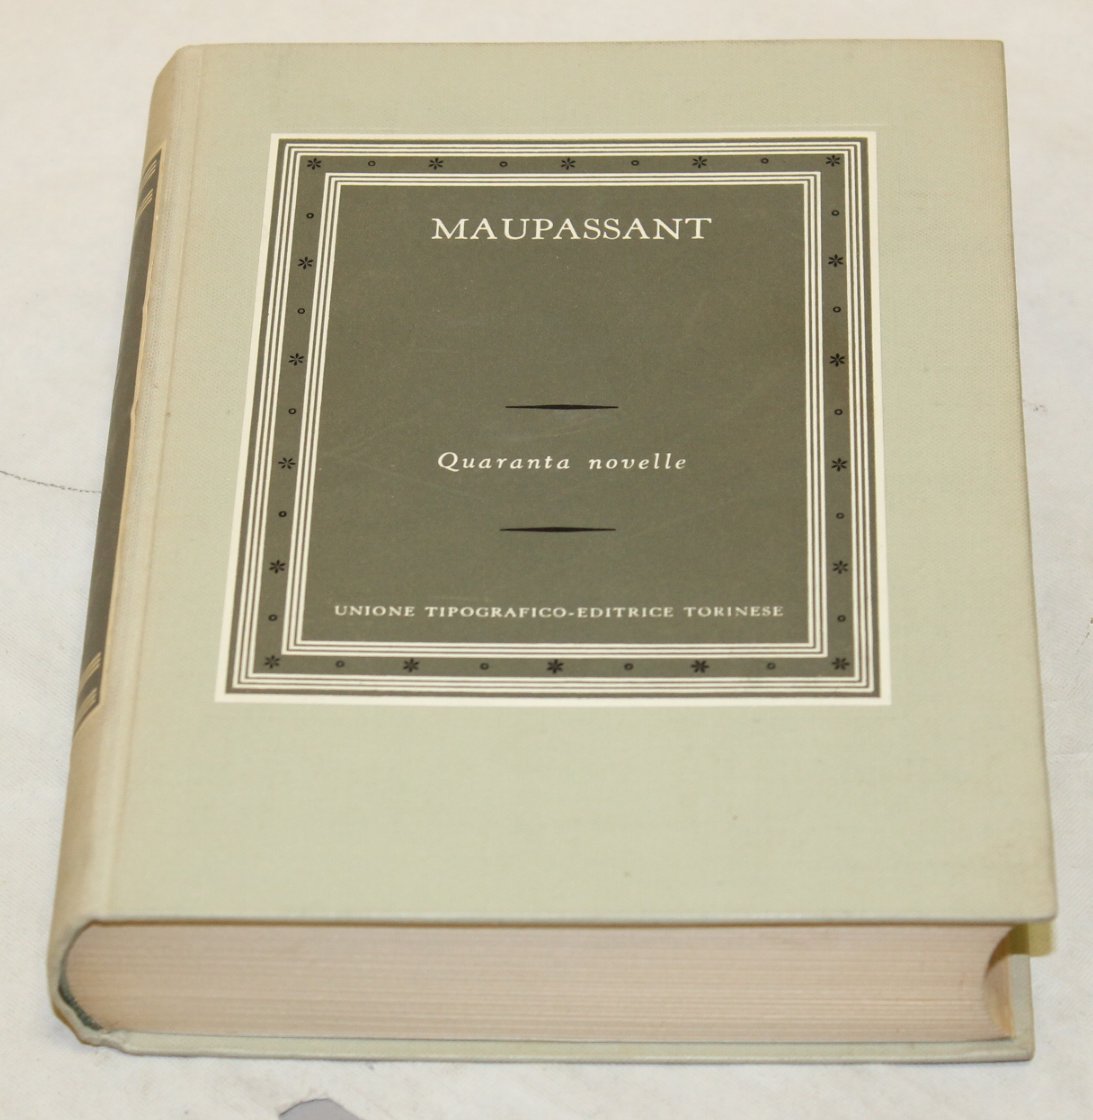 MAUPASSANT
Quaranta novelle
UNIONE TIPOGRAFICO-EDITRICE TORINESE